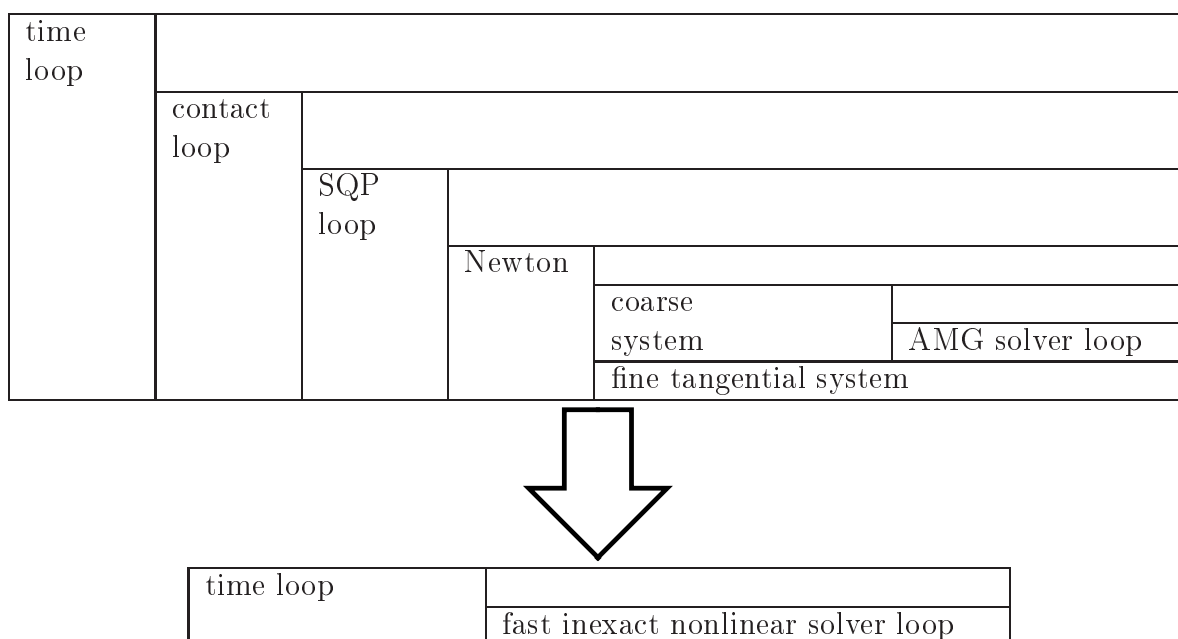 time
loop
contact
loop
SQP
loop
Newton
coarse
system
AMG solver loop
fine tangential system
time loop
fast inexact nonlinear solver loop